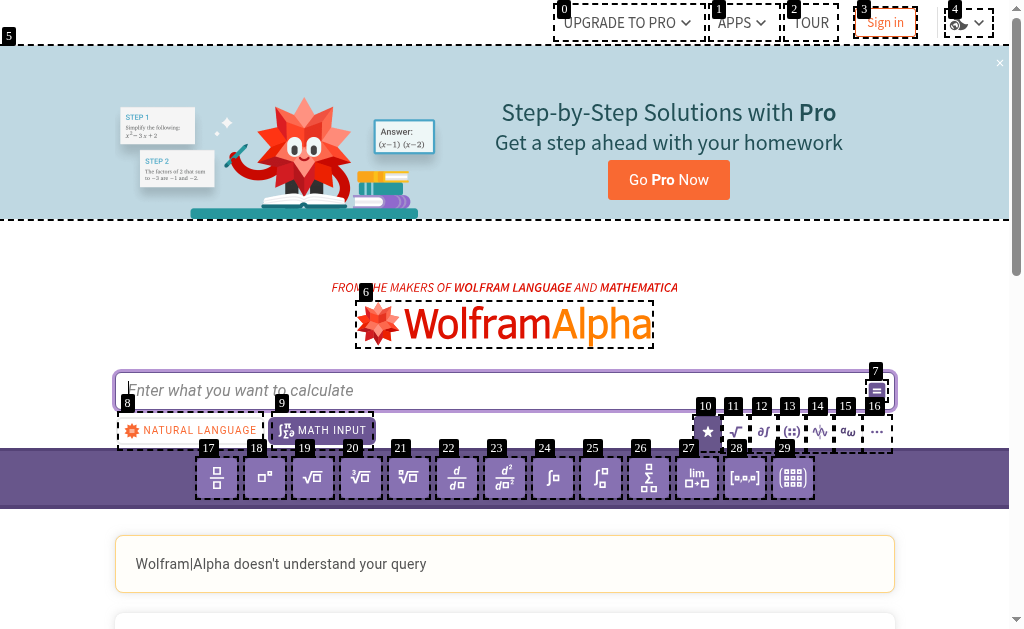 UPGRADE TO PRO
APPS
TOUR
Sign in
0
1
2
3
4
5
×
Step-by-Step Solutions with Pro
Get a step ahead with your homework
Go Pro Now
STEP 1
Simplify the following:
x² − 3 x + 2
STEP 2
The factors of 2 that sum
to −3 are −1 and −2.
Answer:
(x−1) (x−2)
6
FROM THE MAKERS OF WOLFRAM LANGUAGE AND MATHEMATICA
WolframAlpha
7
Enter what you want to calculate
8
9
10 11 12 13 14 15 16
NATURAL LANGUAGE
MATH INPUT
17 18 19 20 21 22 23 24 25 26 27 28 29
d
d□
d²
d□²
lim
□→□
Wolfram|Alpha doesn't understand your query